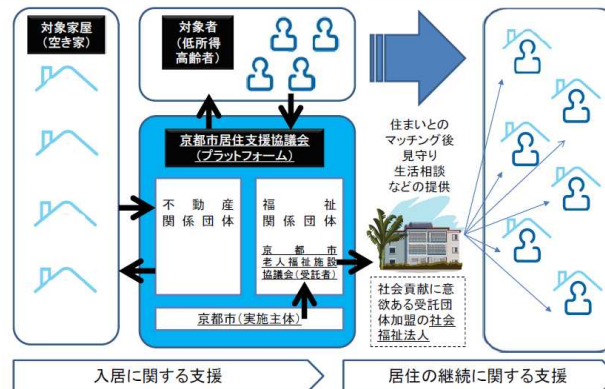 対象家屋
(空き家)
対象者
(低所得
高齢者)
京都市居住支援協議会
(プラットフォーム)
不動産
関係団体
福祉
関係団体
京都市
老人福祉施設
協議会(受託者)
京都市(実施主体)
住まいとの
マッチング後
見守り
生活相談
などの提供
社会貢献に意
欲ある受託団
体加盟の社会
福祉法人
入居に関する支援
居住の継続に関する支援